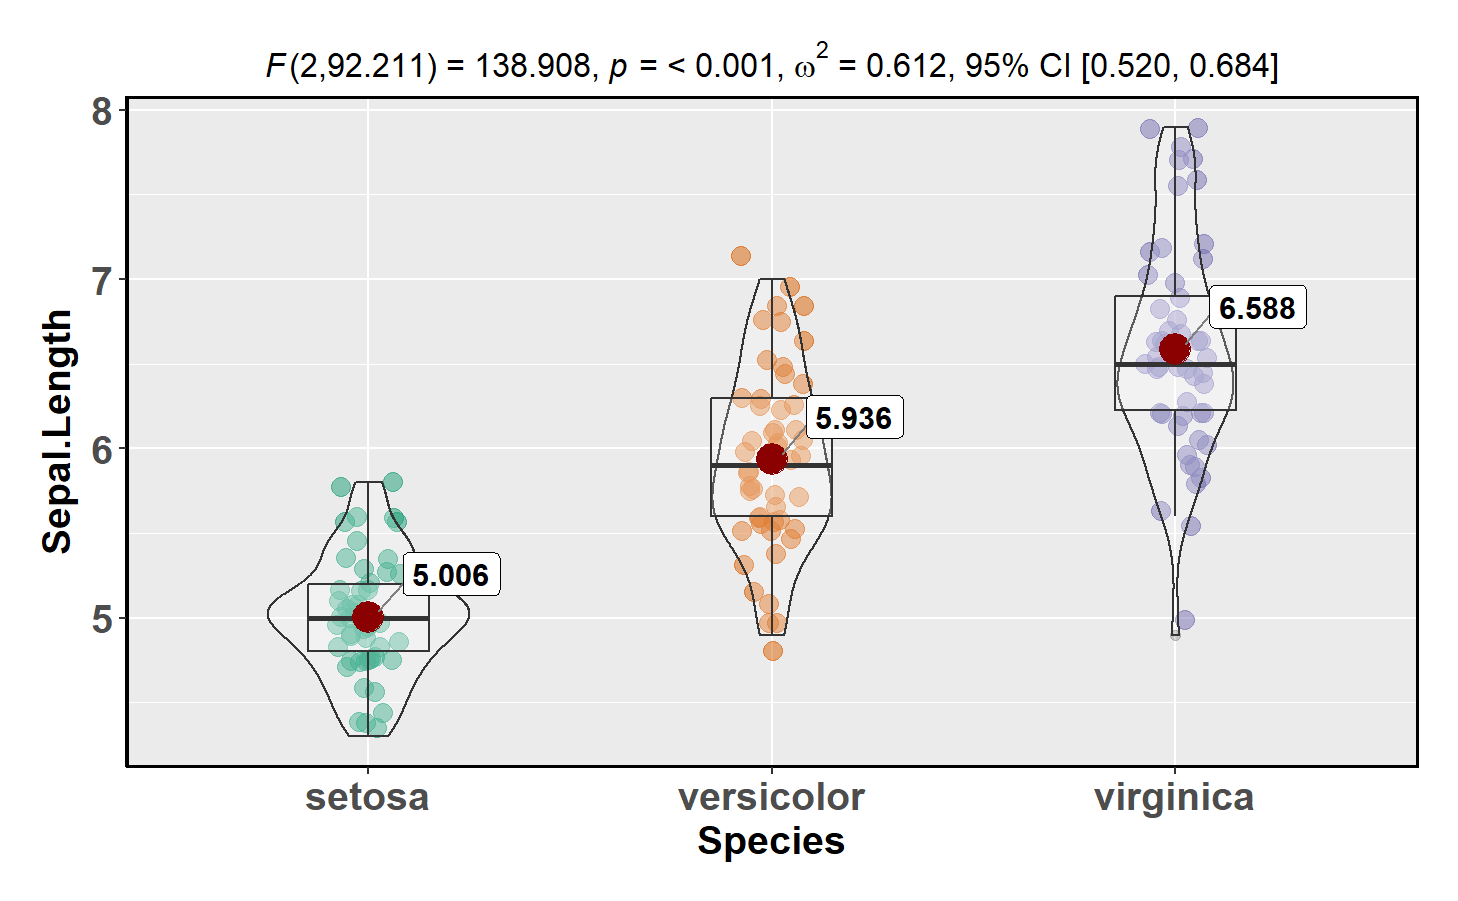 F(2,92.211) = 138.908, p = < 0.001, ω² = 0.612, 95% CI [0.520, 0.684]
8
7
6
5
Sepal.Length
6.588
5.936
5.006
setosa versicolor virginica
Species